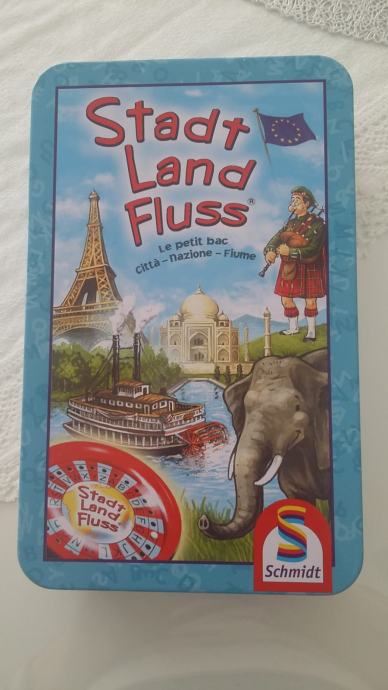 Stadt
Land
Fluss®
Le petit bac
Città – Nazione – Fiume
Stadt
Land
Fluss
S
Schmidt